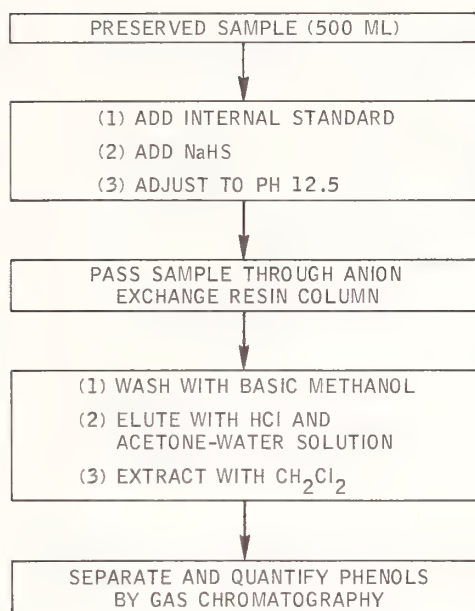 PRESERVED SAMPLE (500 ML)
(1) ADD INTERNAL STANDARD
(2) ADD NaHS
(3) ADJUST TO PH 12.5
PASS SAMPLE THROUGH ANION
EXCHANGE RESIN COLUMN
(1) WASH WITH BASIC METHANOL
(2) ELUTE WITH HCl AND
ACETONE-WATER SOLUTION
(3) EXTRACT WITH CH2Cl2
SEPARATE AND QUANTIFY PHENOLS
BY GAS CHROMATOGRAPHY